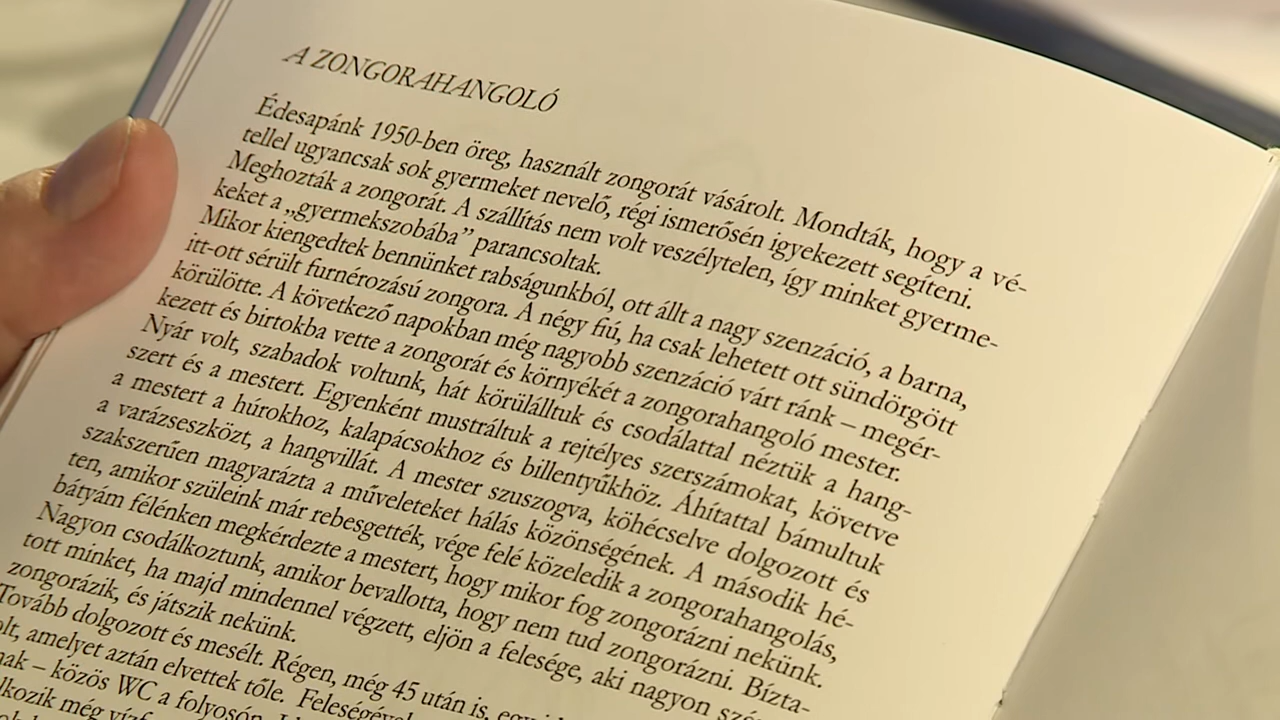 A ZONGORAHANGOLÓ
Édesapánk 1950-ben öreg, használt zongorát vásárolt. Mondták, hogy a vé-
tellel ugyancsak sok gyermeket nevelő, régi ismerősén igyekezett segíteni.
Meghozták a zongorát. A szállítás nem volt veszélytelen, így minket gyerme-
keket a „gyermekszobába” parancsoltak.
Mikor kiengedtek bennünket rabságunkból, ott állt a nagy szenzáció, a barna,
itt-ott sérült furnérozású zongora. A négy fiú, ha csak lehetett ott sündörgött
körülötte. A következő napokban még nagyobb szenzáció várt ránk – megér-
kezett és birtokba vette a zongorát és környékét a zongorahangoló mester.
Nyár volt, szabadok voltunk, hát körülálltuk és csodálattal néztük a hang-
szert és a mestert. Egyenként mustráltuk a rejtélyes szerszámokat, követve
a mestert a húrokhoz, kalapácsokhoz és billentyűkhöz. Áhítattal bámultuk
a varázseszközt, a hangvillát. A mester szuszogva, köhécselve dolgozott és
szakszerűen magyarázta a műveleteket hálás közönségének. A második hé-
ten, amikor szüleink már rebesgették, vége felé közeledik a zongorahangolás,
bátyám félénken megkérdezte a mestert, hogy mikor fog zongorázni nekünk.
Nagyon csodálkoztunk, amikor bevallotta, hogy nem tud zongorázni. Bízta-
tott minket, ha majd mindennel végzett, eljön a felesége, aki nagyon
zongorázik, és játszik nekünk.
Tovább dolgozott és mesélt. Régen, még 45 után is,
amelyet aztán elvettek tőle.
– közös WC a folyosón.
még